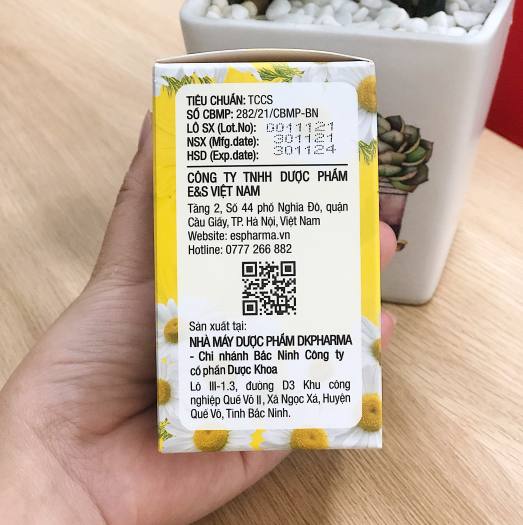 TIÊU CHUẨN: TCCS
SỐ CBMP: 282/21/CBMP-BN
LÔ SX (Lot.No): 0011121
NSX (Mfg.date): 301121
HSD (Exp.date): 301124
CÔNG TY TNHH DƯỢC PHẨM
E&S VIỆT NAM
Tầng 2, Số 44 phố Nghĩa Đô, quận
Cầu Giấy, TP. Hà Nội, Việt Nam
Website: espharma.vn
Hotline: 0777 266 882
Sản xuất tại:
NHÀ MÁY DƯỢC PHẨM DKPHARMA
- Chi nhánh Bắc Ninh Công ty
cổ phần Dược Khoa
Lô III-1.3, đường D3 Khu công
nghiệp Quế Võ II, Xã Ngọc Xá, Huyện
Quế Võ, Tỉnh Bắc Ninh.